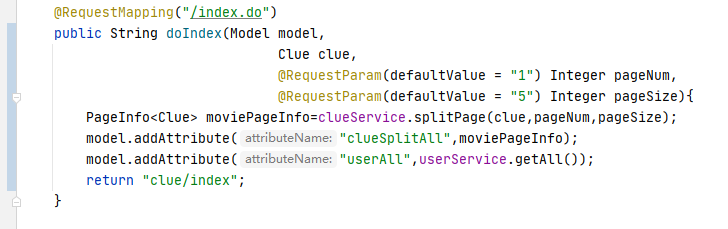 @RequestMapping("/index.do")
public String doIndex(Model model,
Clue clue,
@RequestParam(defaultValue = "1") Integer pageNum,
@RequestParam(defaultValue = "5") Integer pageSize){
PageInfo<Clue> moviePageInfo=clueService.splitPage(clue,pageNum,pageSize);
model.addAttribute( attributeName: "clueSplitAll",moviePageInfo);
model.addAttribute( attributeName: "userAll",userService.getAll());
return "clue/index";
}